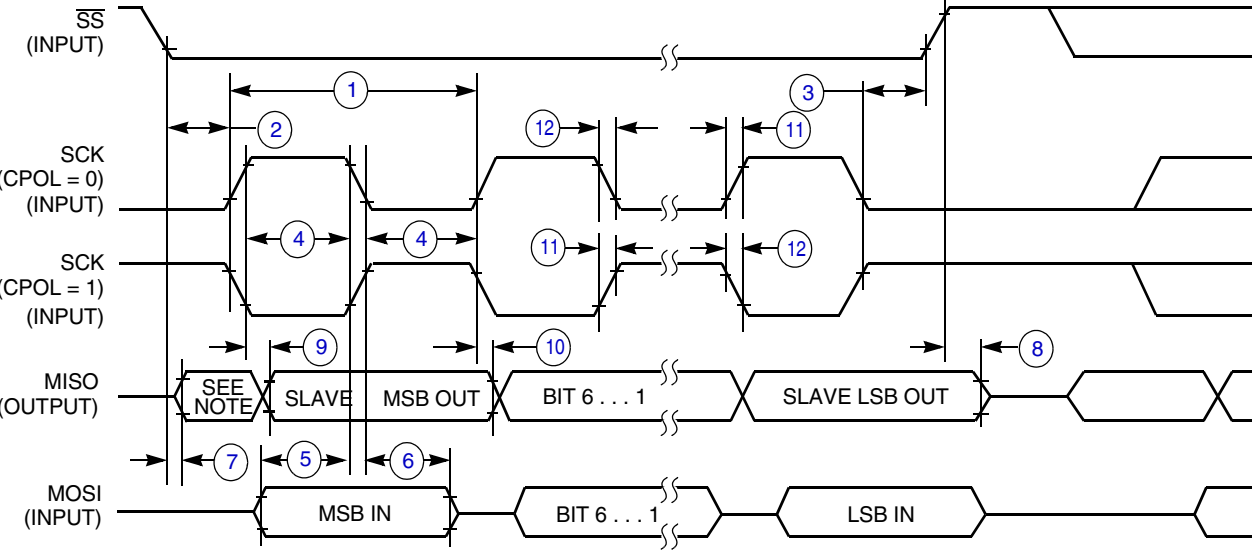 SS
(INPUT)
1
3
2
12
11
SCK
(CPOL = 0)
(INPUT)
4
4
11
12
SCK
(CPOL = 1)
(INPUT)
9
10
8
MISO
(OUTPUT)
SEE
NOTE
SLAVE
MSB OUT
BIT 6 . . . 1
SLAVE LSB OUT
7
5
6
MOSI
(INPUT)
MSB IN
BIT 6 . . . 1
LSB IN